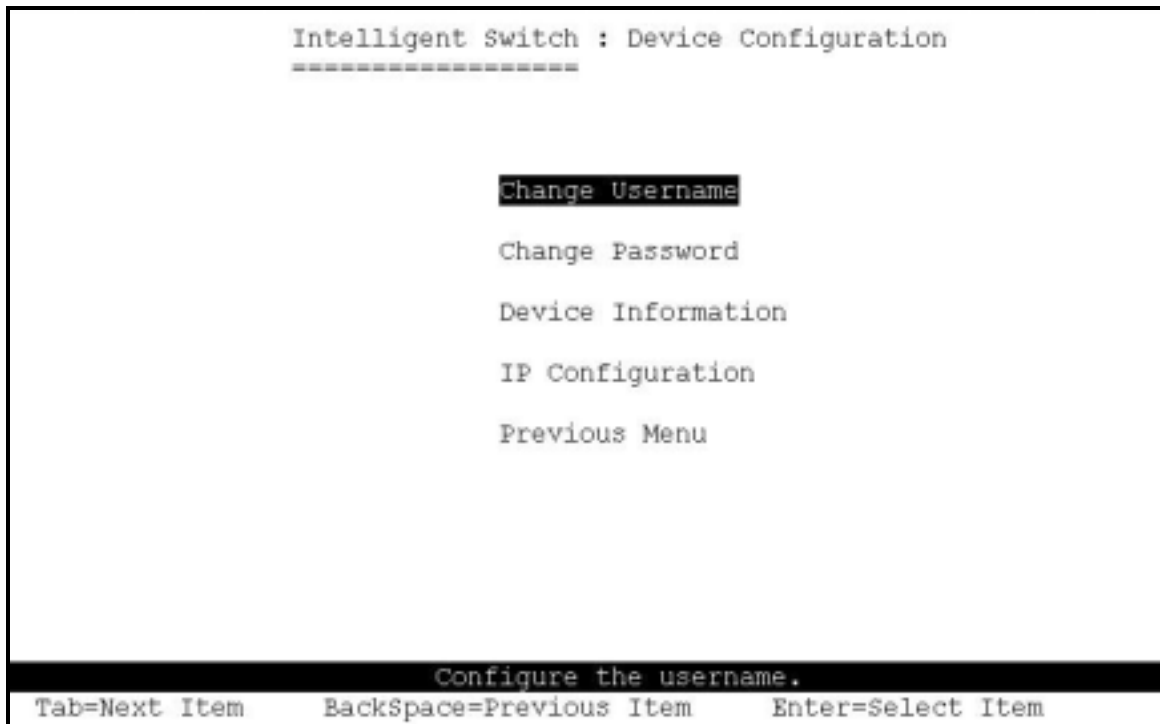 Intelligent Switch : Device Configuration
==================
Change Username
Change Password
Device Information
IP Configuration
Previous Menu
Configure the username.
Tab=Next Item BackSpace=Previous Item Enter=Select Item